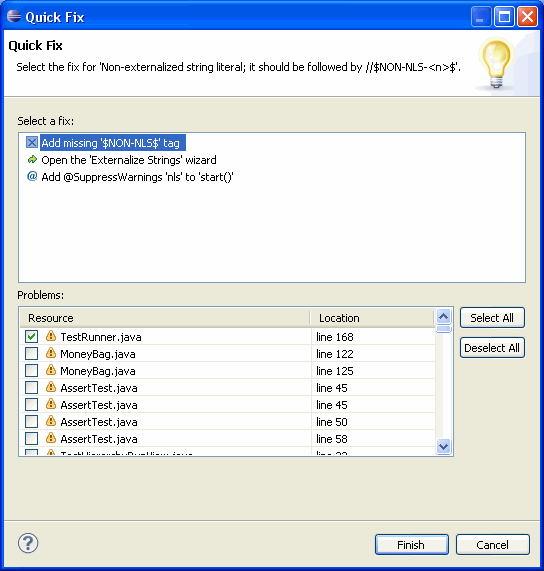 Quick Fix
Quick Fix
Select the fix for 'Non-externalized string literal; it should be followed by //$NON-NLS-<n>$'.
Select a fix:
Add missing '$NON-NLS$' tag
Open the 'Externalize Strings' wizard
Add @SuppressWarnings 'nls' to 'start()'
Problems:
Resource Location
Select All
TestRunner.java line 168
MoneyBag.java line 122
Deselect All
MoneyBag.java line 125
AssertTest.java line 45
AssertTest.java line 45
AssertTest.java line 50
AssertTest.java line 58
Finish Cancel